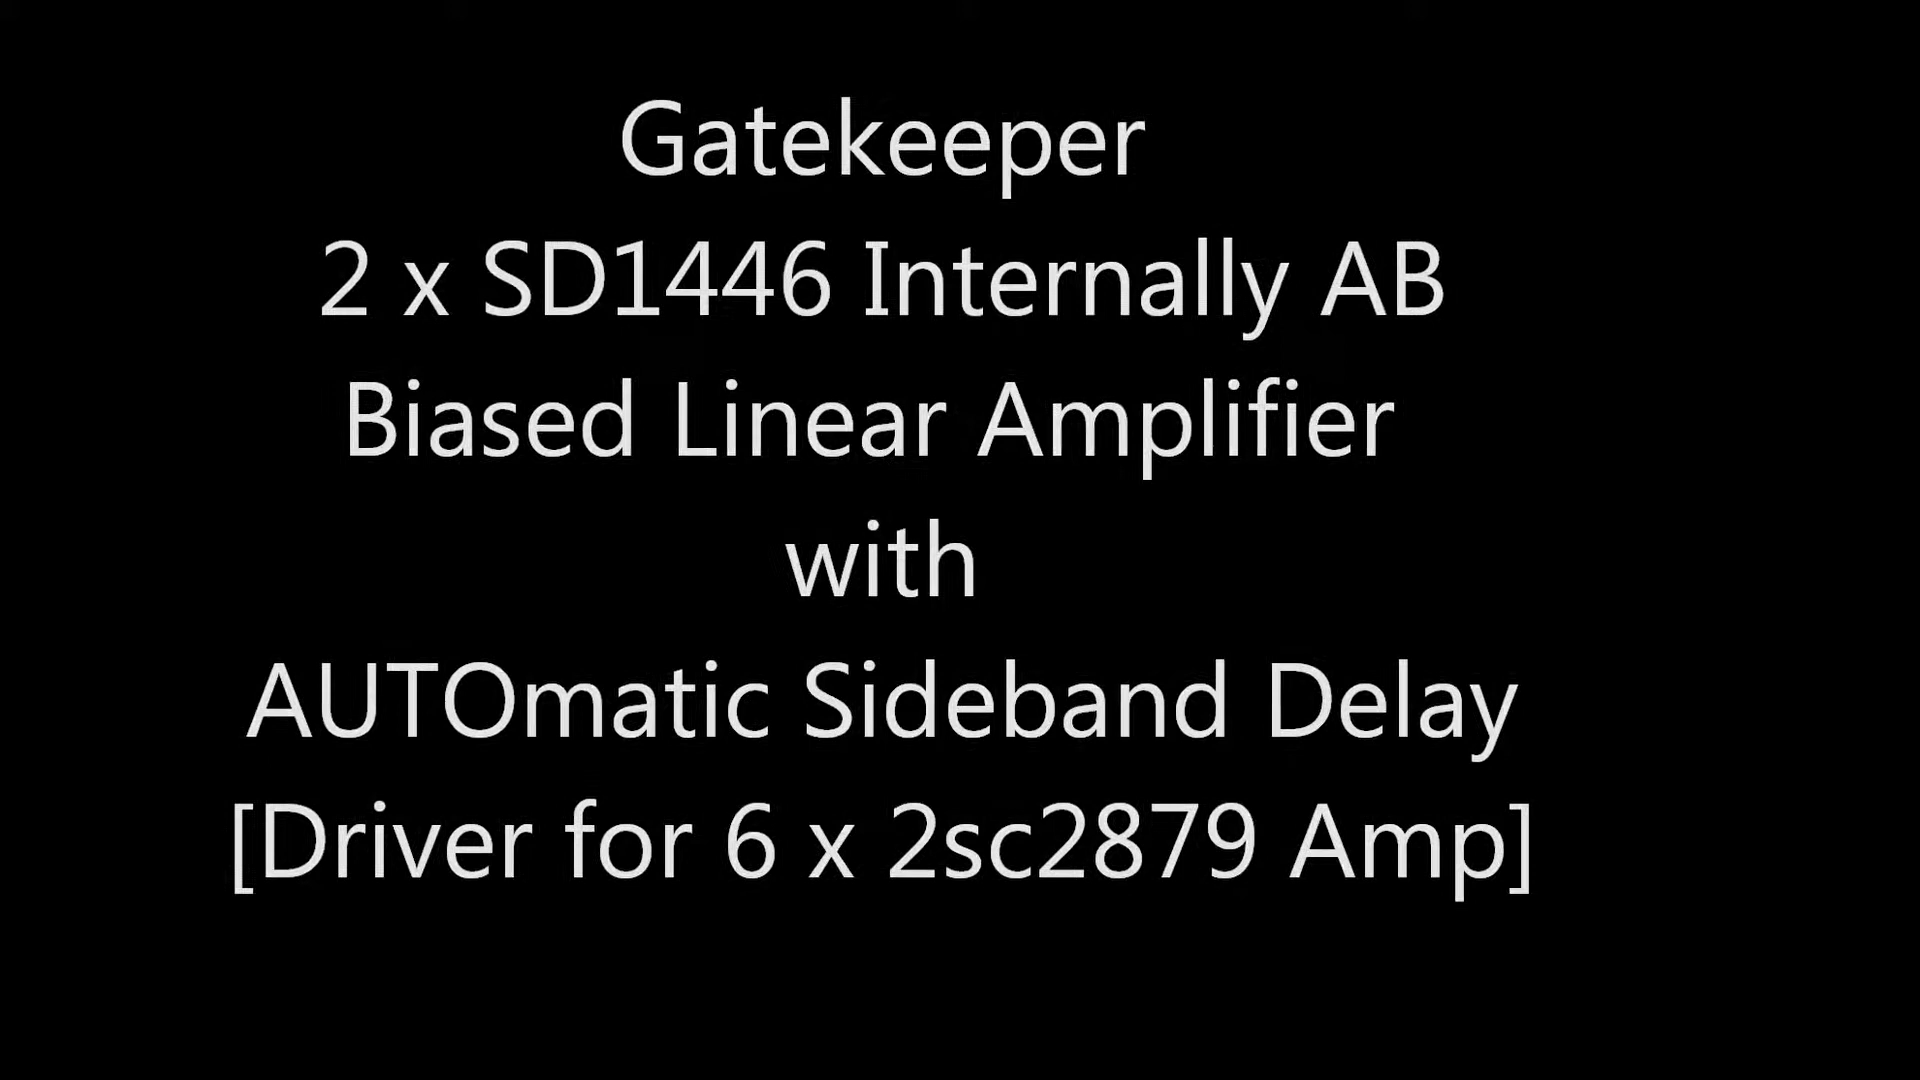 Gatekeeper
2 x SD1446 Internally AB
Biased Linear Amplifier
with
AUTOmatic Sideband Delay
[Driver for 6 x 2sc2879 Amp]